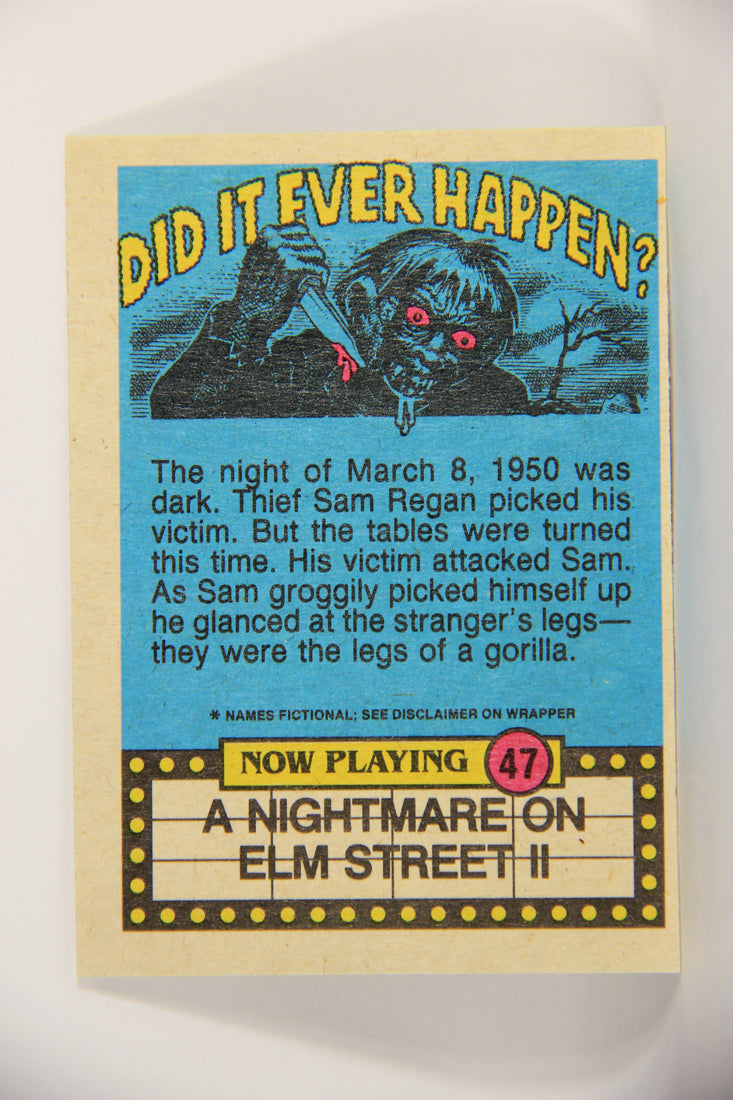 DID IT EVER HAPPEN?
The night of March 8, 1950 was
dark. Thief Sam Regan picked his
victim. But the tables were turned
this time. His victim attacked Sam.
As Sam groggily picked himself up
he glanced at the stranger's legs—
they were the legs of a gorilla.
* NAMES FICTIONAL; SEE DISCLAIMER ON WRAPPER
NOW PLAYING 47
A NIGHTMARE ON
ELM STREET II